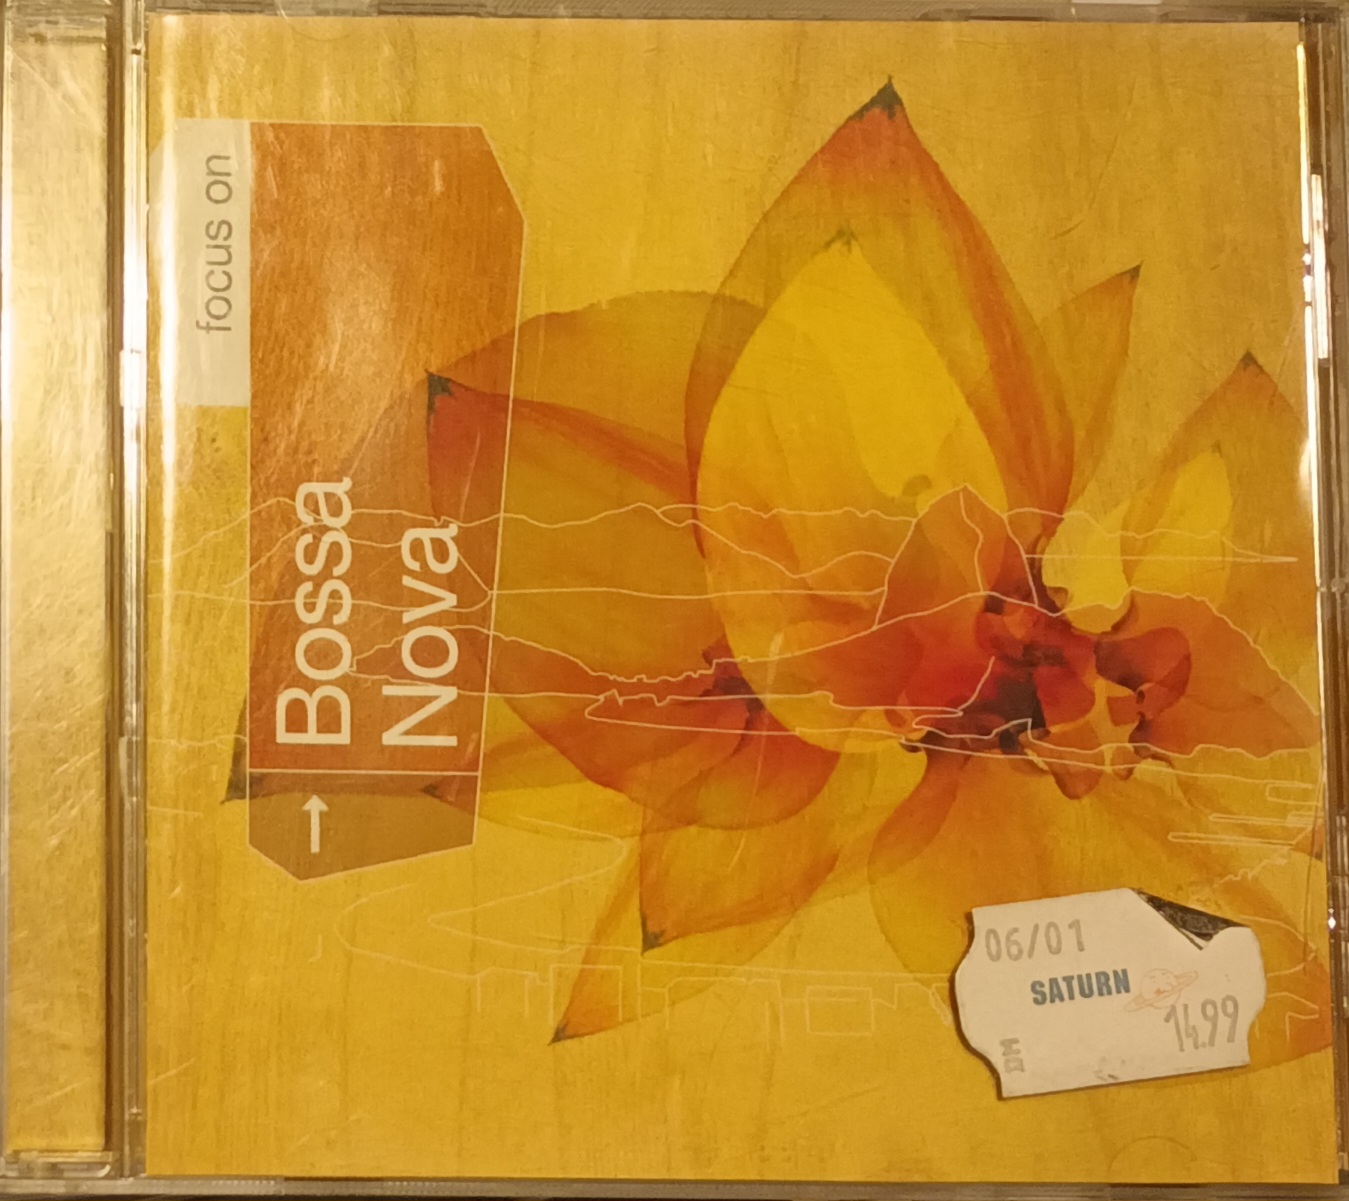 focus on
Bossa
Nova
06/01
SATURN
DM
14.99